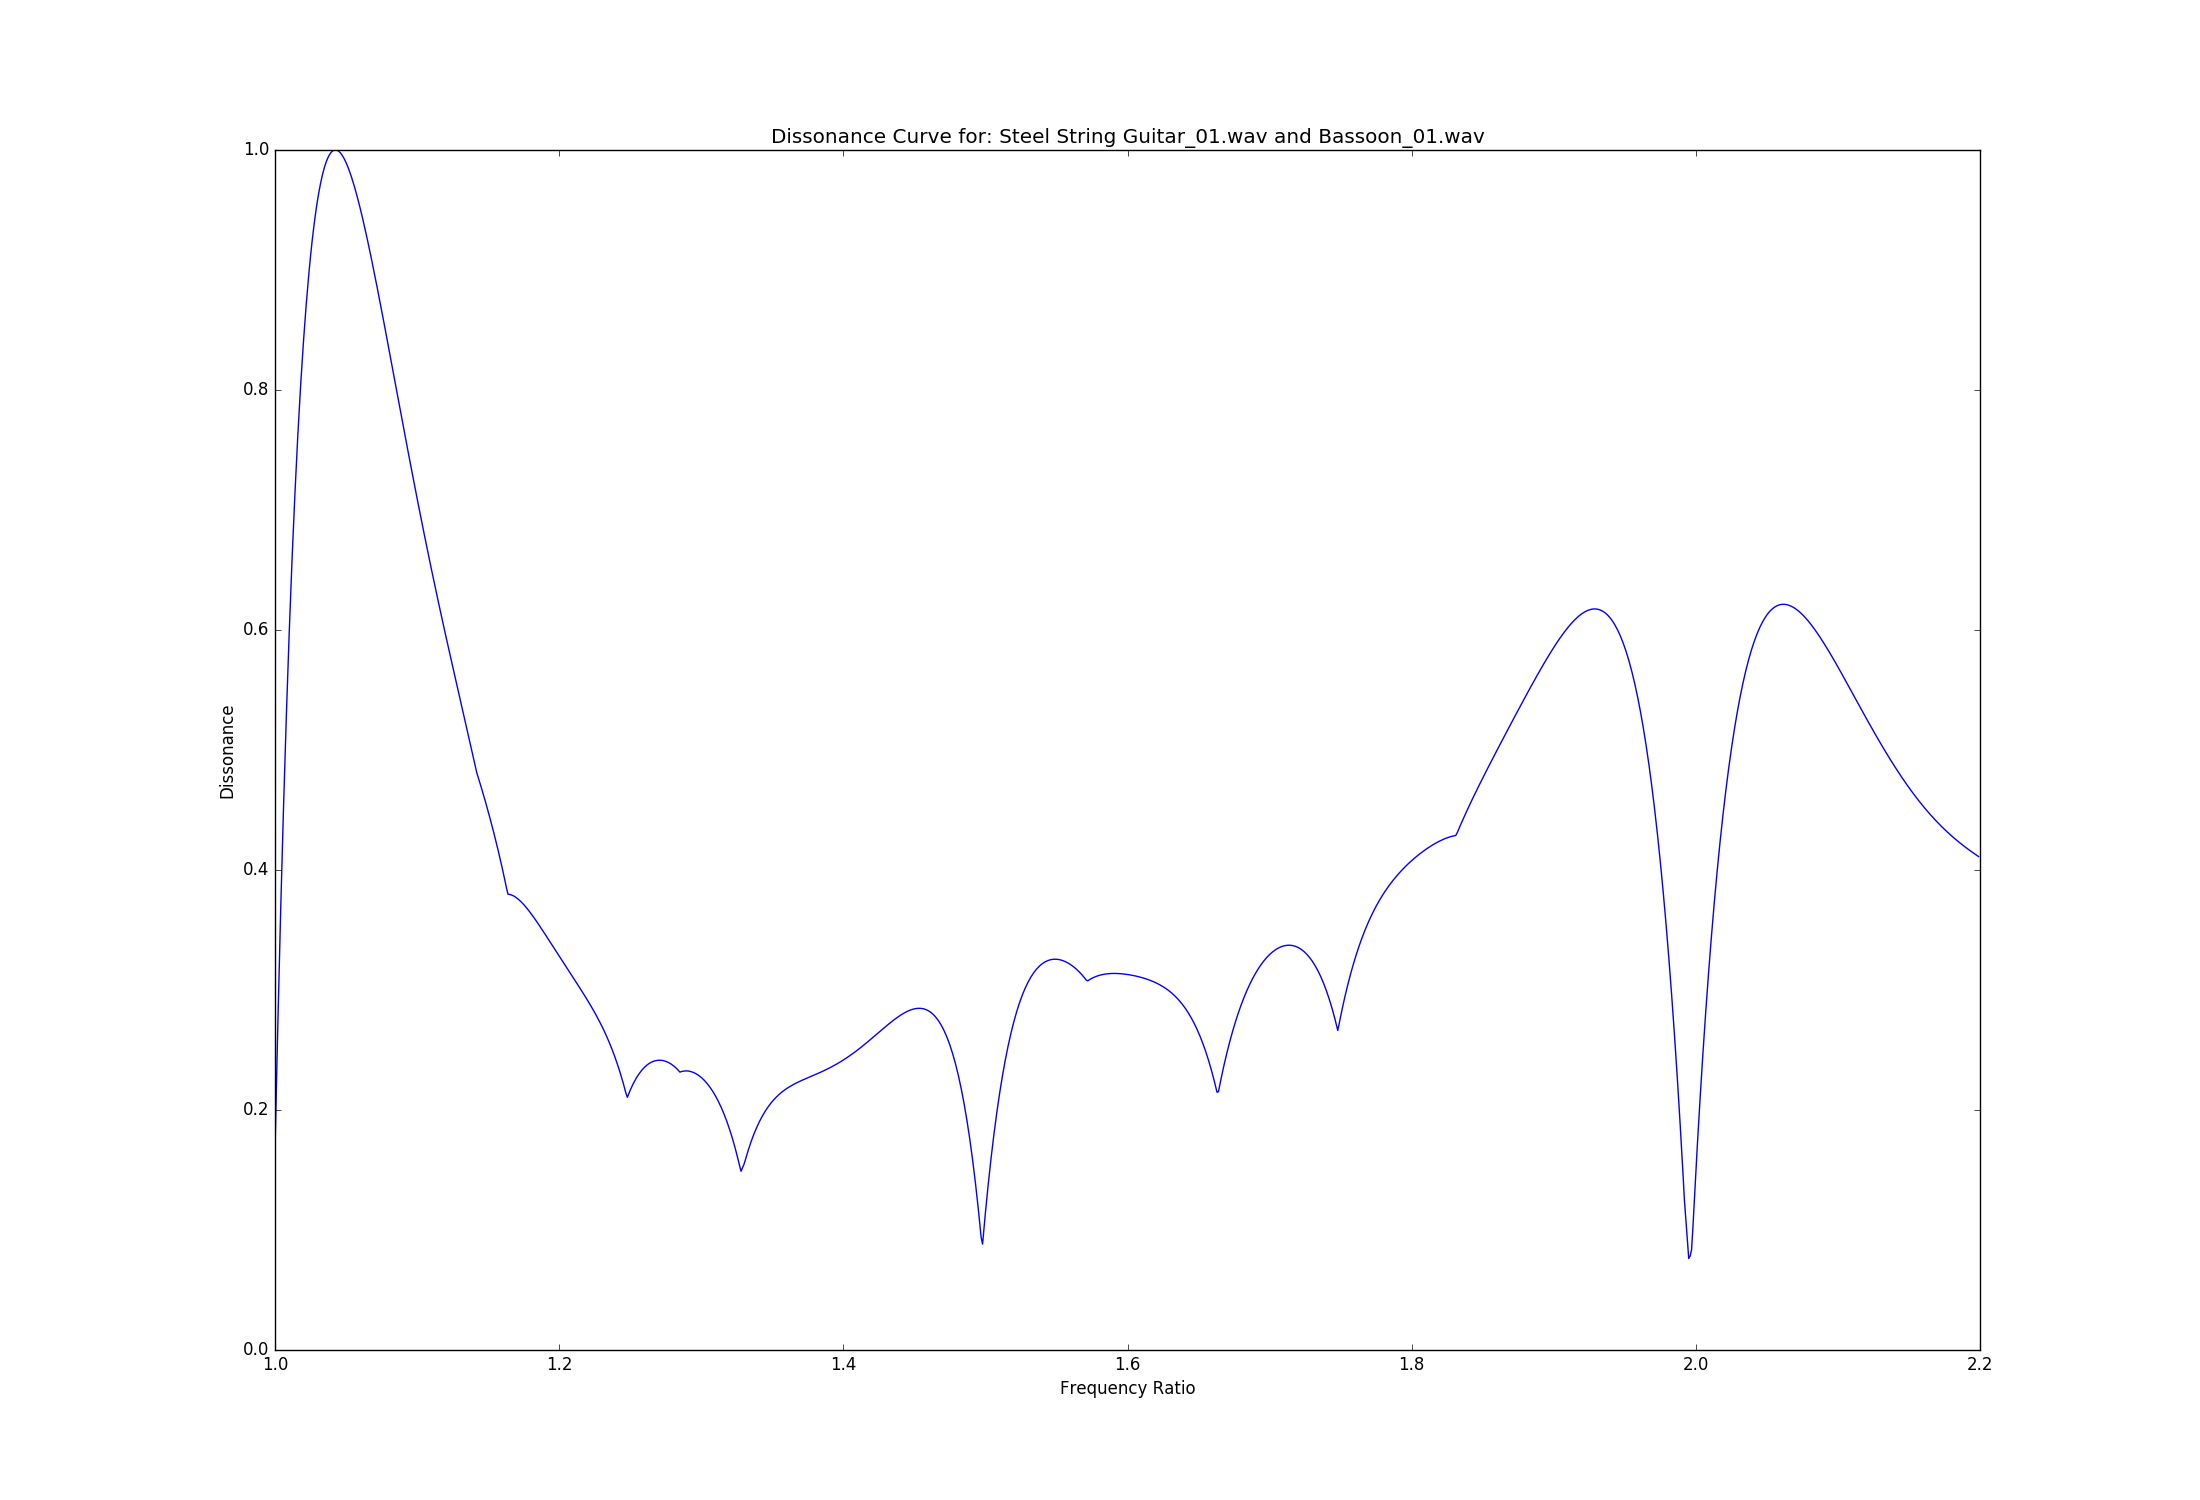 Dissonance Curve for: Steel String Guitar_01.wav and Bassoon_01.wav
1.0
0.8
0.6
Dissonance
0.4
0.2
0.0
1.0 1.2 1.4 1.6 1.8 2.0 2.2
Frequency Ratio